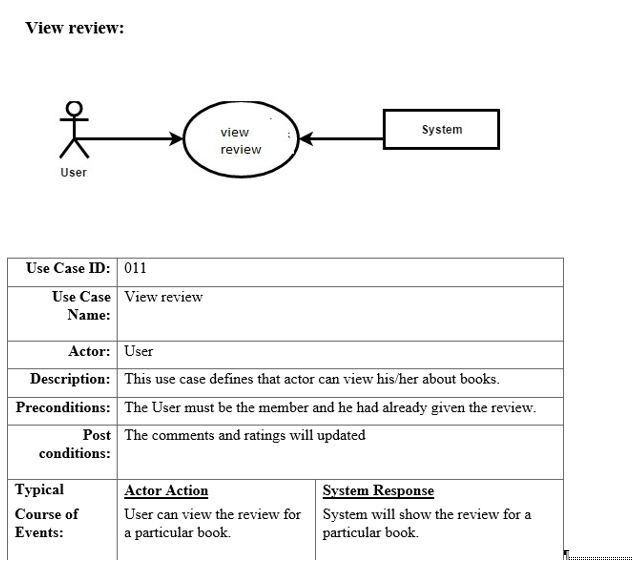 View review:
view
review
System
User
Use Case ID: 011
Use Case Name: View review
Actor: User
Description: This use case defines that actor can view his/her about books.
Preconditions: The User must be the member and he had already given the review.
Post conditions: The comments and ratings will updated
Typical Course of Events:
Actor Action
User can view the review for
a particular book.
System Response
System will show the review for a
particular book.